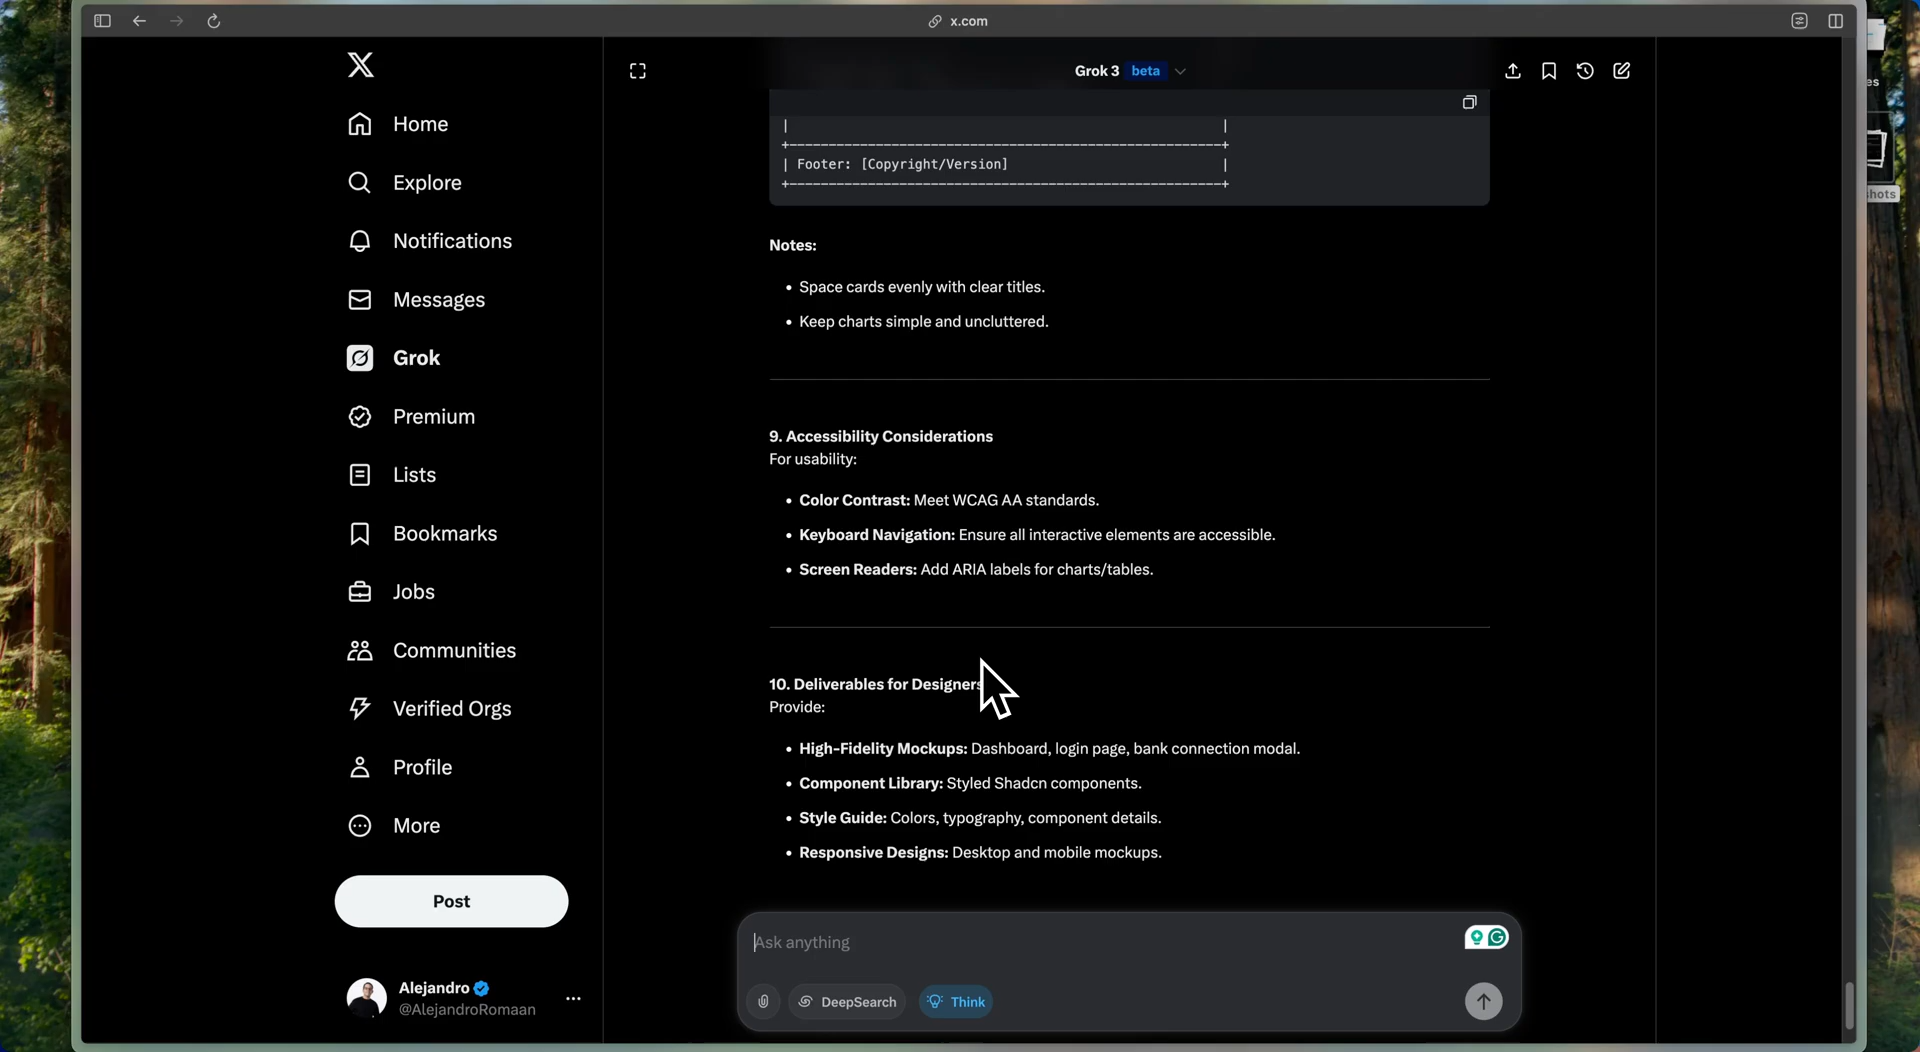 x.com
es
hots
Home
Explore
Notifications
Messages
Grok
Premium
Lists
Bookmarks
Jobs
Communities
Verified Orgs
Profile
More
Post
Alejandro
@AlejandroRomaan
Grok 3 beta
| |
+-------------------------------------------------------+
| Footer: [Copyright/Version] |
+-------------------------------------------------------+
Notes:
• Space cards evenly with clear titles.
• Keep charts simple and uncluttered.
9. Accessibility Considerations
For usability:
• Color Contrast: Meet WCAG AA standards.
• Keyboard Navigation: Ensure all interactive elements are accessible.
• Screen Readers: Add ARIA labels for charts/tables.
10. Deliverables for Designers
Provide:
• High-Fidelity Mockups: Dashboard, login page, bank connection modal.
• Component Library: Styled Shadcn components.
• Style Guide: Colors, typography, component details.
• Responsive Designs: Desktop and mobile mockups.
Ask anything
DeepSearch
Think